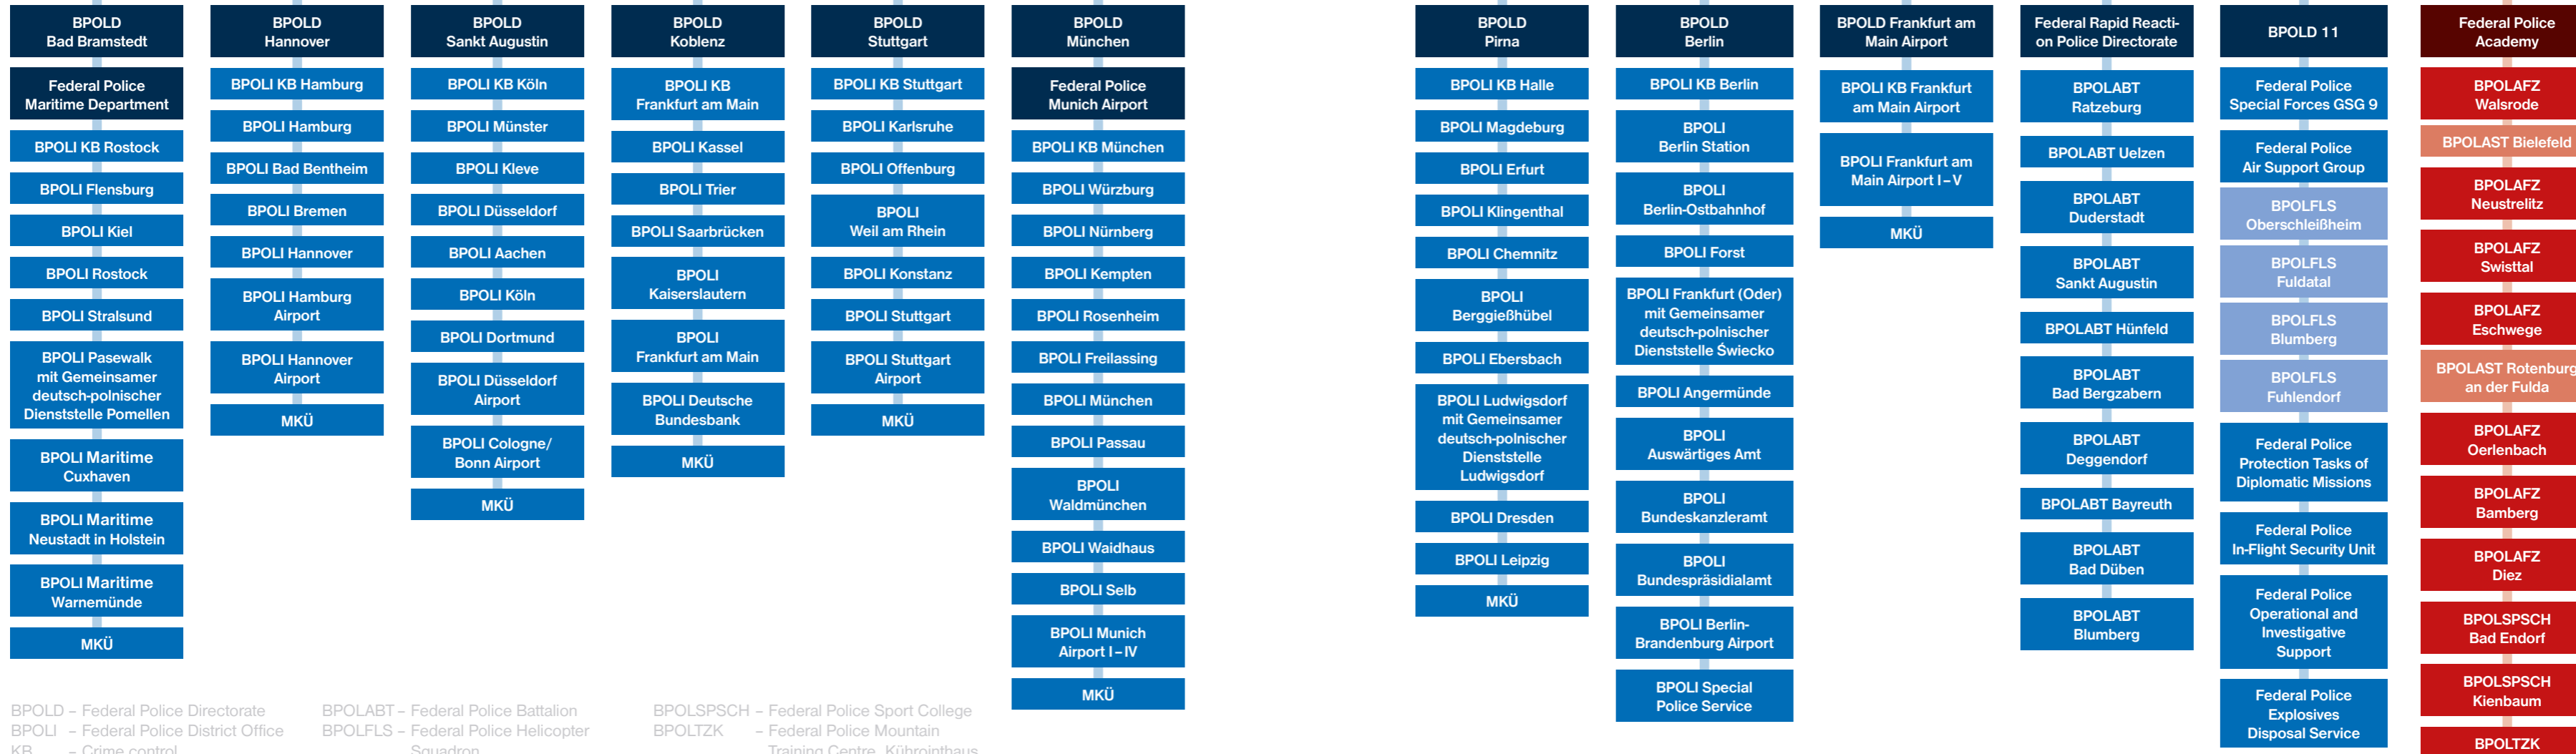 BPOLD
Bad Bramstedt
Federal Police
Maritime Department
BPOLI KB Rostock
BPOLI Flensburg
BPOLI Kiel
BPOLI Rostock
BPOLI Stralsund
BPOLI Pasewalk
mit Gemeinsamer
deutsch-polnischer
Dienststelle Pomellen
BPOLI Maritime
Cuxhaven
BPOLI Maritime
Neustadt in Holstein
BPOLI Maritime
Warnemünde
MKÜ
BPOLD
Hannover
BPOLI KB Hamburg
BPOLI Hamburg
BPOLI Bad Bentheim
BPOLI Bremen
BPOLI Hannover
BPOLI Hamburg
Airport
BPOLI Hannover
Airport
MKÜ
BPOLD
Sankt Augustin
BPOLI KB Köln
BPOLI Münster
BPOLI Kleve
BPOLI Düsseldorf
BPOLI Aachen
BPOLI Köln
BPOLI Dortmund
BPOLI Düsseldorf
Airport
BPOLI Cologne/
Bonn Airport
MKÜ
BPOLD
Koblenz
BPOLI KB
Frankfurt am Main
BPOLI Kassel
BPOLI Trier
BPOLI Saarbrücken
BPOLI
Kaiserslautern
BPOLI
Frankfurt am Main
BPOLI Deutsche
Bundesbank
MKÜ
BPOLD
Stuttgart
BPOLI KB Stuttgart
BPOLI Karlsruhe
BPOLI Offenburg
BPOLI
Weil am Rhein
BPOLI Konstanz
BPOLI Stuttgart
BPOLI Stuttgart
Airport
MKÜ
BPOLD
München
Federal Police
Munich Airport
BPOLI KB München
BPOLI Würzburg
BPOLI Nürnberg
BPOLI Kempten
BPOLI Rosenheim
BPOLI Freilassing
BPOLI München
BPOLI Passau
BPOLI
Waldmünchen
BPOLI Waidhaus
BPOLI Selb
BPOLI Munich
Airport I – IV
MKÜ
BPOLD
Pirna
BPOLI KB Halle
BPOLI Magdeburg
BPOLI Erfurt
BPOLI Klingenthal
BPOLI Chemnitz
BPOLI
Berggießhübel
BPOLI Ebersbach
BPOLI Ludwigsdorf
mit Gemeinsamer
deutsch-polnischer
Dienststelle
Ludwigsdorf
BPOLI Dresden
BPOLI Leipzig
MKÜ
BPOLD
Berlin
BPOLI KB Berlin
BPOLI
Berlin Station
BPOLI
Berlin-Ostbahnhof
BPOLI Forst
BPOLI Frankfurt (Oder)
mit Gemeinsamer
deutsch-polnischer
Dienststelle Świecko
BPOLI Angermünde
BPOLI
Auswärtiges Amt
BPOLI
Bundeskanzleramt
BPOLI
Bundespräsidialamt
BPOLI Berlin-
Brandenburg Airport
BPOLI Special
Police Service
BPOLD Frankfurt am
Main Airport
BPOLI KB Frankfurt
am Main Airport
BPOLI Frankfurt am
Main Airport I – V
MKÜ
Federal Rapid Reacti-
on Police Directorate
BPOLABT
Ratzeburg
BPOLABT Uelzen
BPOLABT
Duderstadt
BPOLABT
Sankt Augustin
BPOLABT Hünfeld
BPOLABT
Bad Bergzabern
BPOLABT
Deggendorf
BPOLABT Bayreuth
BPOLABT
Bad Düben
BPOLABT
Blumberg
BPOLD 11
Federal Police
Special Forces GSG 9
Federal Police
Air Support Group
BPOLFLS
Oberschleißheim
BPOLFLS
Fuldatal
BPOLFLS
Blumberg
BPOLFLS
Fuhlendorf
Federal Police
Protection Tasks of
Diplomatic Missions
Federal Police
In-Flight Security Unit
Federal Police
Operational and
Investigative
Support
Federal Police
Explosives
Disposal Service
Federal Police
Academy
BPOLAFZ
Walsrode
BPOLAST Bielefeld
BPOLAFZ
Neustrelitz
BPOLAFZ
Swisttal
BPOLAFZ
Eschwege
BPOLAST Rotenburg
an der Fulda
BPOLAFZ
Oerlenbach
BPOLAFZ
Bamberg
BPOLAFZ
Diez
BPOLSPSCH
Bad Endorf
BPOLSPSCH
Kienbaum
BPOLTZK
BPOLD – Federal Police Directorate
BPOLI – Federal Police District Office
KB – Crime control
BPOLABT – Federal Police Battalion
BPOLFLS – Federal Police Helicopter
Squadron
BPOLSPSCH – Federal Police Sport College
BPOLTZK – Federal Police Mountain
Training Centre, Kührointhaus